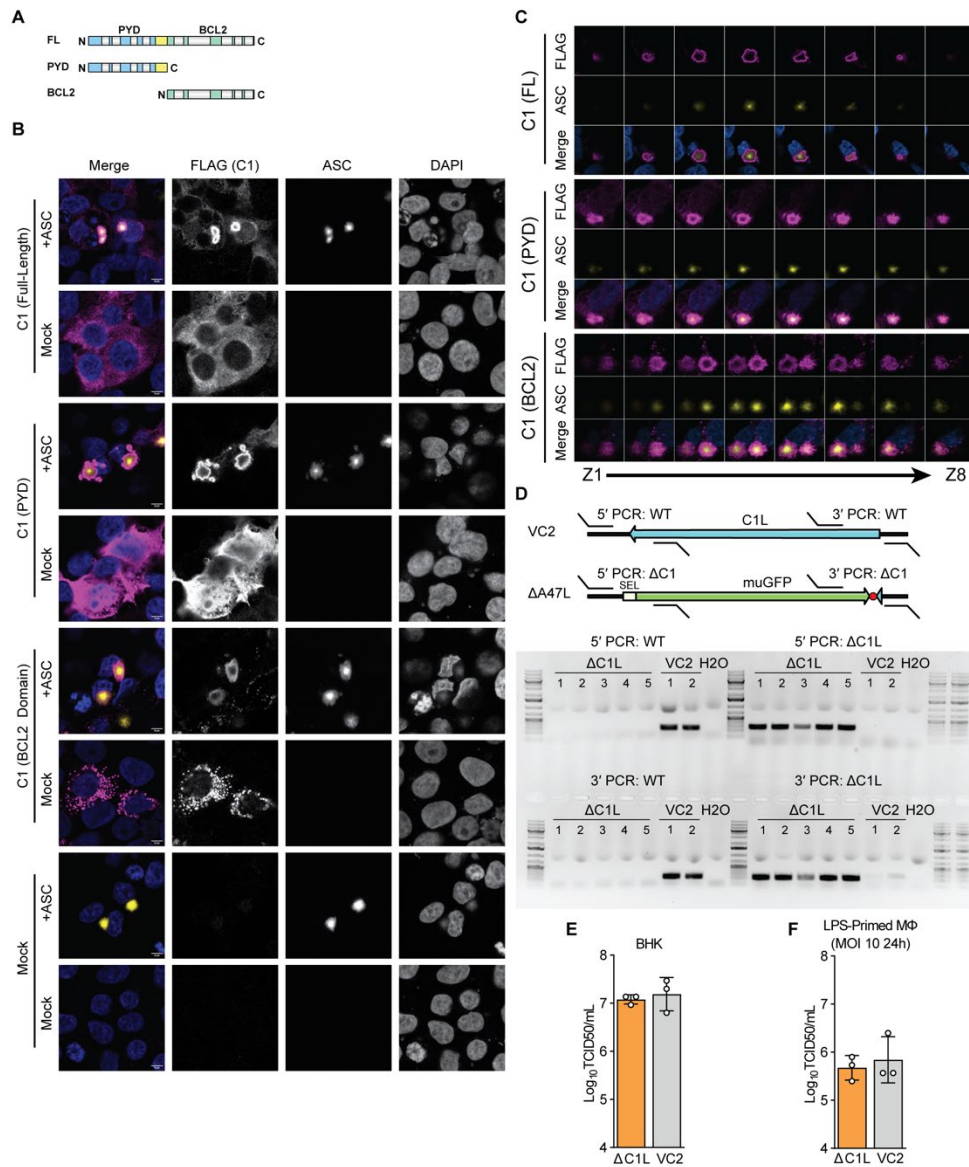 A
PYD BCL2
FL N C
PYD N C
BCL2 N C
B
Merge FLAG (C1) ASC DAPI
C1 (Full-Length)
+ASC
Mock
C1 (PYD)
+ASC
Mock
C1 (BCL2 Domain)
+ASC
Mock
Mock
+ASC
Mock
C
C1 (FL)
FLAG
ASC
Merge
C1 (PYD)
FLAG
ASC
Merge
C1 (BCL2)
FLAG
ASC
Merge
Z1 Z8
D
5′ PCR: WT C1L 3′ PCR: WT
VC2
5′ PCR: ΔC1 muGFP 3′ PCR: ΔC1
SEL
ΔA47L
5′ PCR: WT 5′ PCR: ΔC1L
ΔC1L VC2 H2O ΔC1L VC2 H2O
1 2 3 4 5 1 2 1 2 3 4 5 1 2
3′ PCR: WT 3′ PCR: ΔC1L
ΔC1L VC2 H2O ΔC1L VC2 H2O
1 2 3 4 5 1 2 1 2 3 4 5 1 2
E
BHK
Log10TCID50/mL
8
7
6
5
4
ΔC1L VC2
F
LPS-Primed MΦ
(MOI 10 24h)
Log10TCID50/mL
8
7
6
5
4
ΔC1L VC2